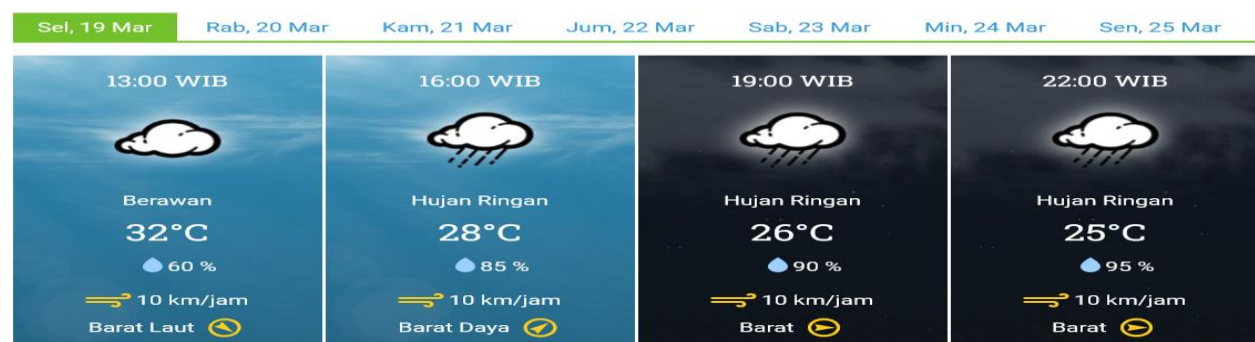 Sel, 19 Mar Rab, 20 Mar Kam, 21 Mar Jum, 22 Mar Sab, 23 Mar Min, 24 Mar Sen, 25 Mar
13:00 WIB
Berawan
32°C
60 %
10 km/jam
Barat Laut
16:00 WIB
Hujan Ringan
28°C
85 %
10 km/jam
Barat Daya
19:00 WIB
Hujan Ringan
26°C
90 %
10 km/jam
Barat
22:00 WIB
Hujan Ringan
25°C
95 %
10 km/jam
Barat